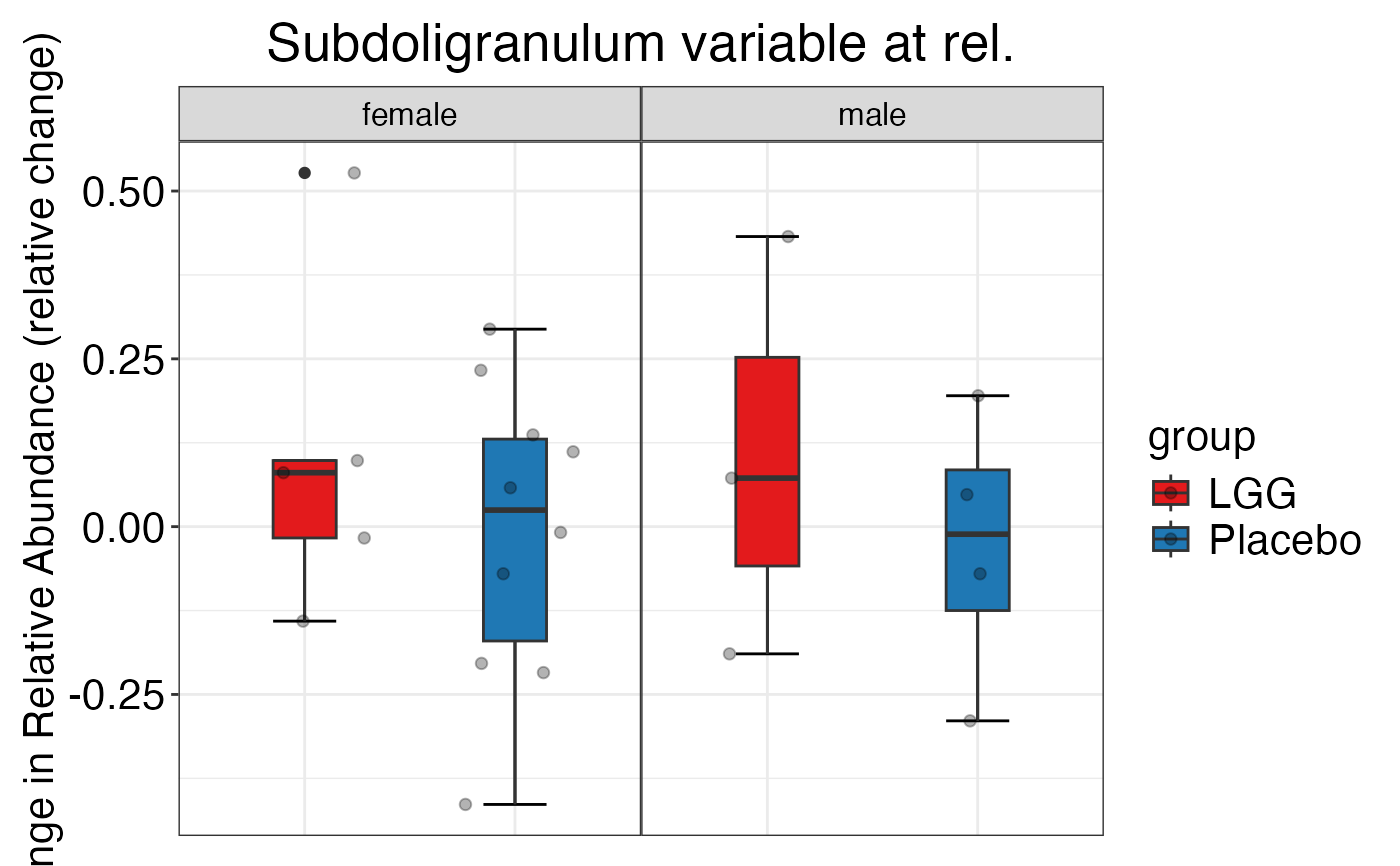 Subdoligranulum variable at rel.
female
male
nge in Relative Abundance (relative change)
0.50
0.25
0.00
-0.25
group
LGG
Placebo